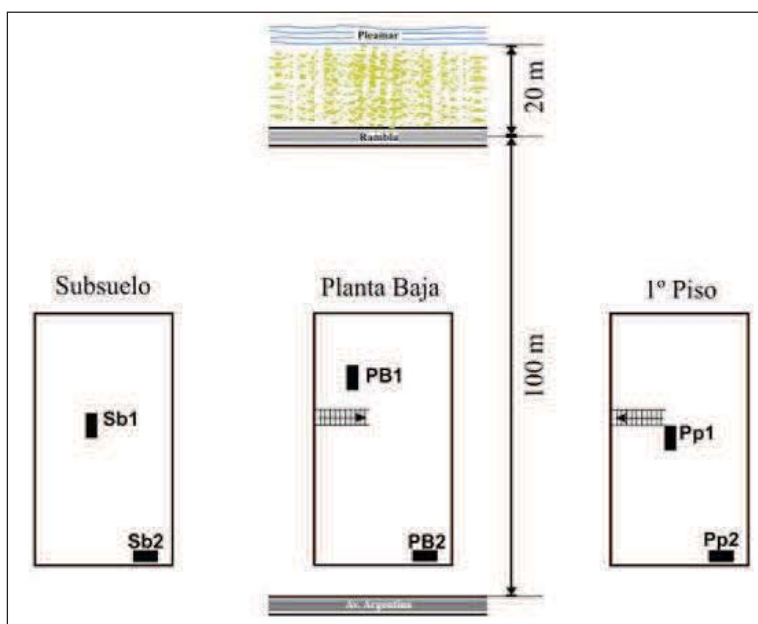 Pleamar
20 m
Rambla
Subsuelo
Planta Baja
1º Piso
100 m
PB1
Sb1
Pp1
Sb2
PB2
Pp2
Av. Argentina